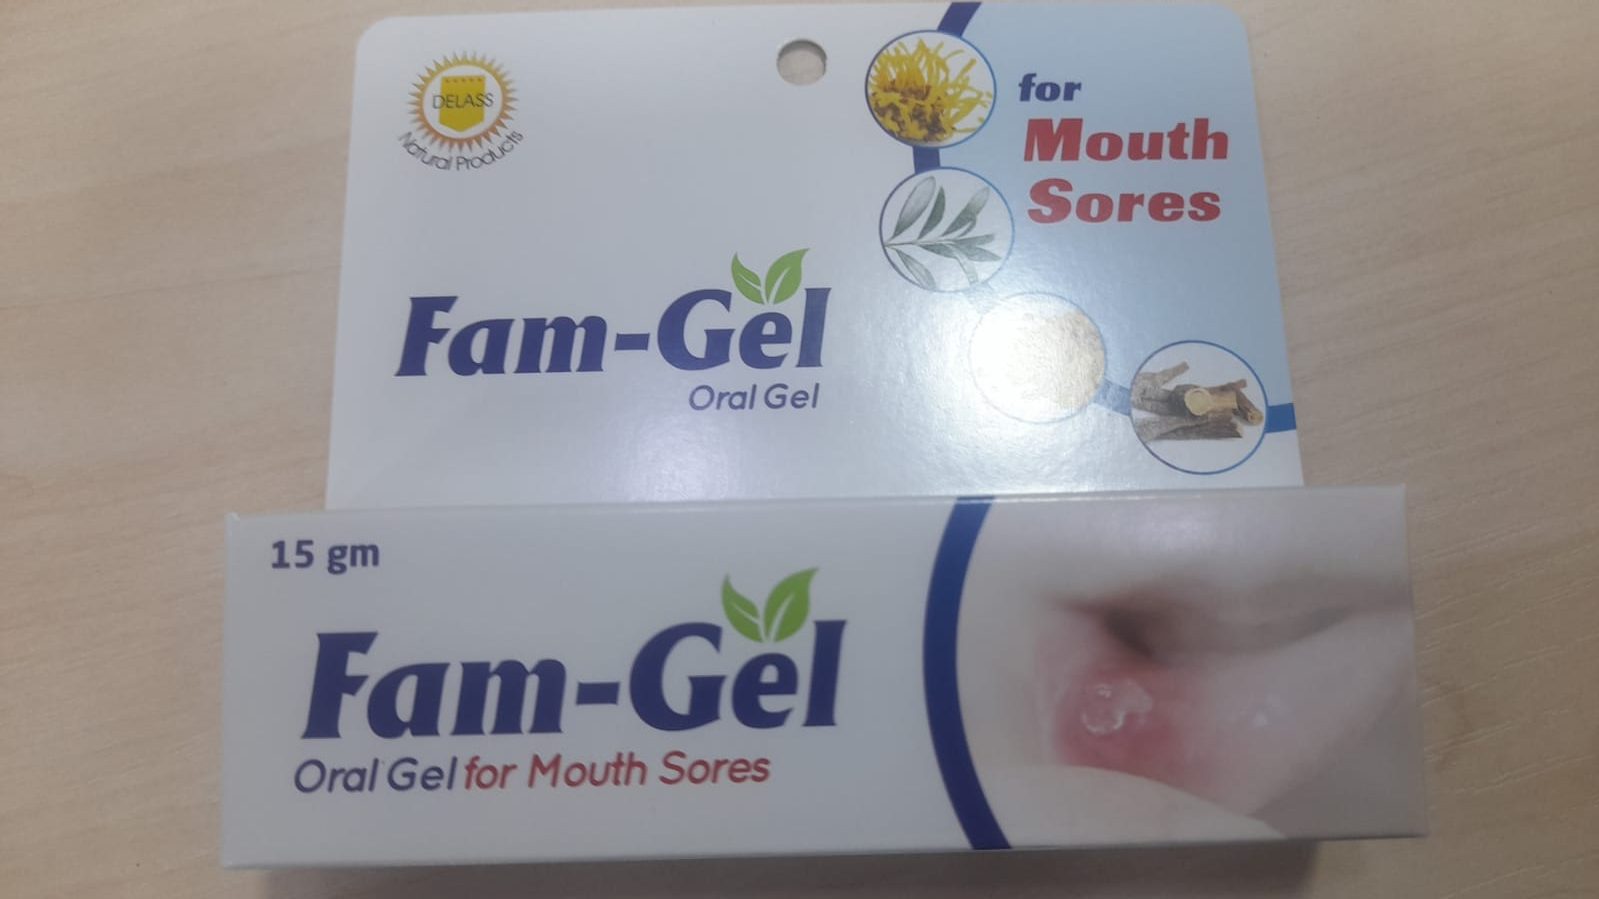 DELASS
Natural Products
for
Mouth
Sores
Fam-Gel
Oral Gel
15 gm
Fam-Gel
Oral Gel for Mouth Sores